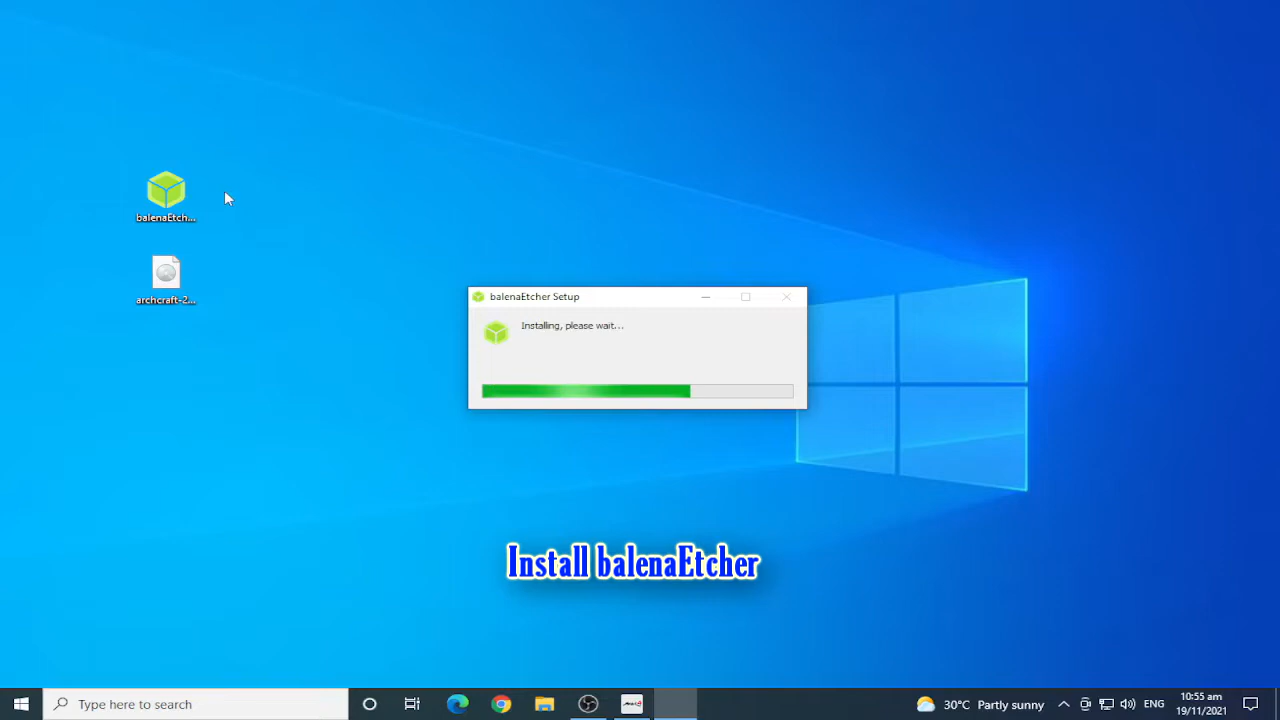 balenaEtch...
archcraft-2...
balenaEtcher Setup
Installing, please wait...
Install balenaEtcher
Type here to search
30°C Partly sunny
ENG
10:55 am
19/11/2021